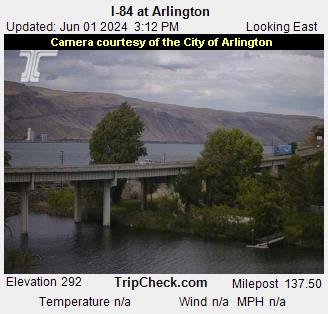 I-84 at Arlington
Updated: Jun 01 2024 3:12 PM Looking East
Camera courtesy of the City of Arlington
Elevation 292 TripCheck.com Milepost 137.50
Temperature n/a Wind n/a MPH n/a